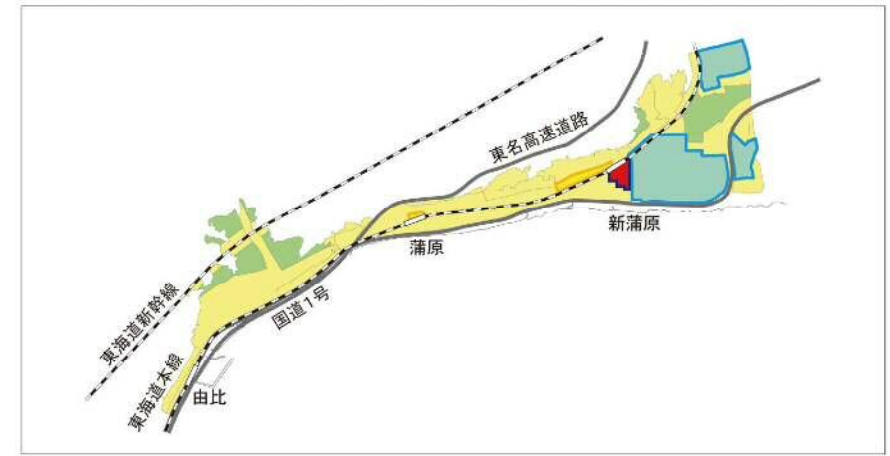 東名高速道路
新蒲原
蒲原
国道1号
東海道新幹線
東海道本線
由比